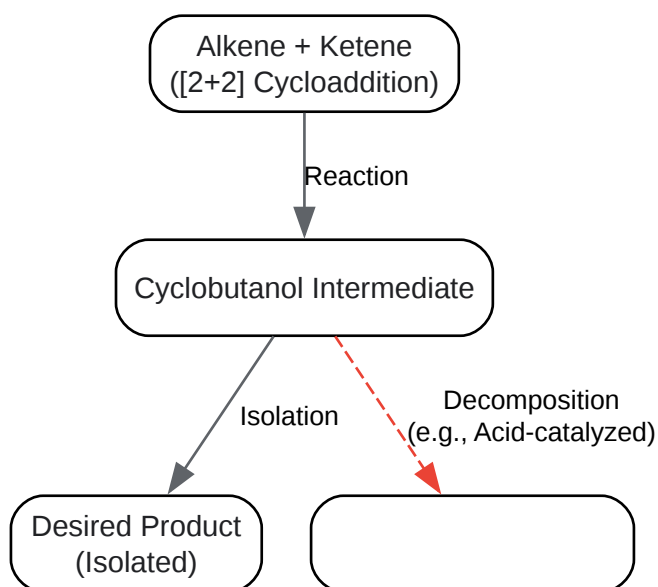 Alkene + Ketene
([2+2] Cycloaddition)
Reaction
Cyclobutanol Intermediate
Isolation
Decomposition
(e.g., Acid-catalyzed)
Desired Product
(Isolated)